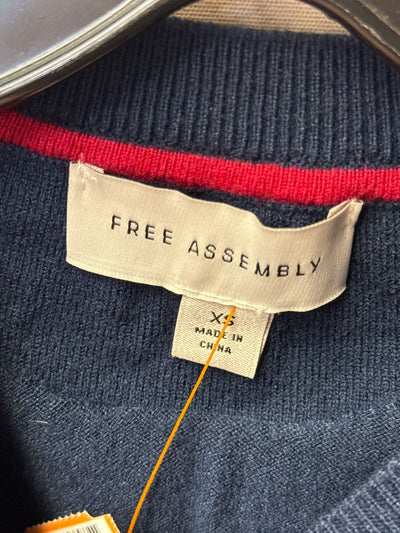 FREE ASSEMBLY
XS
MADE IN
CHINA